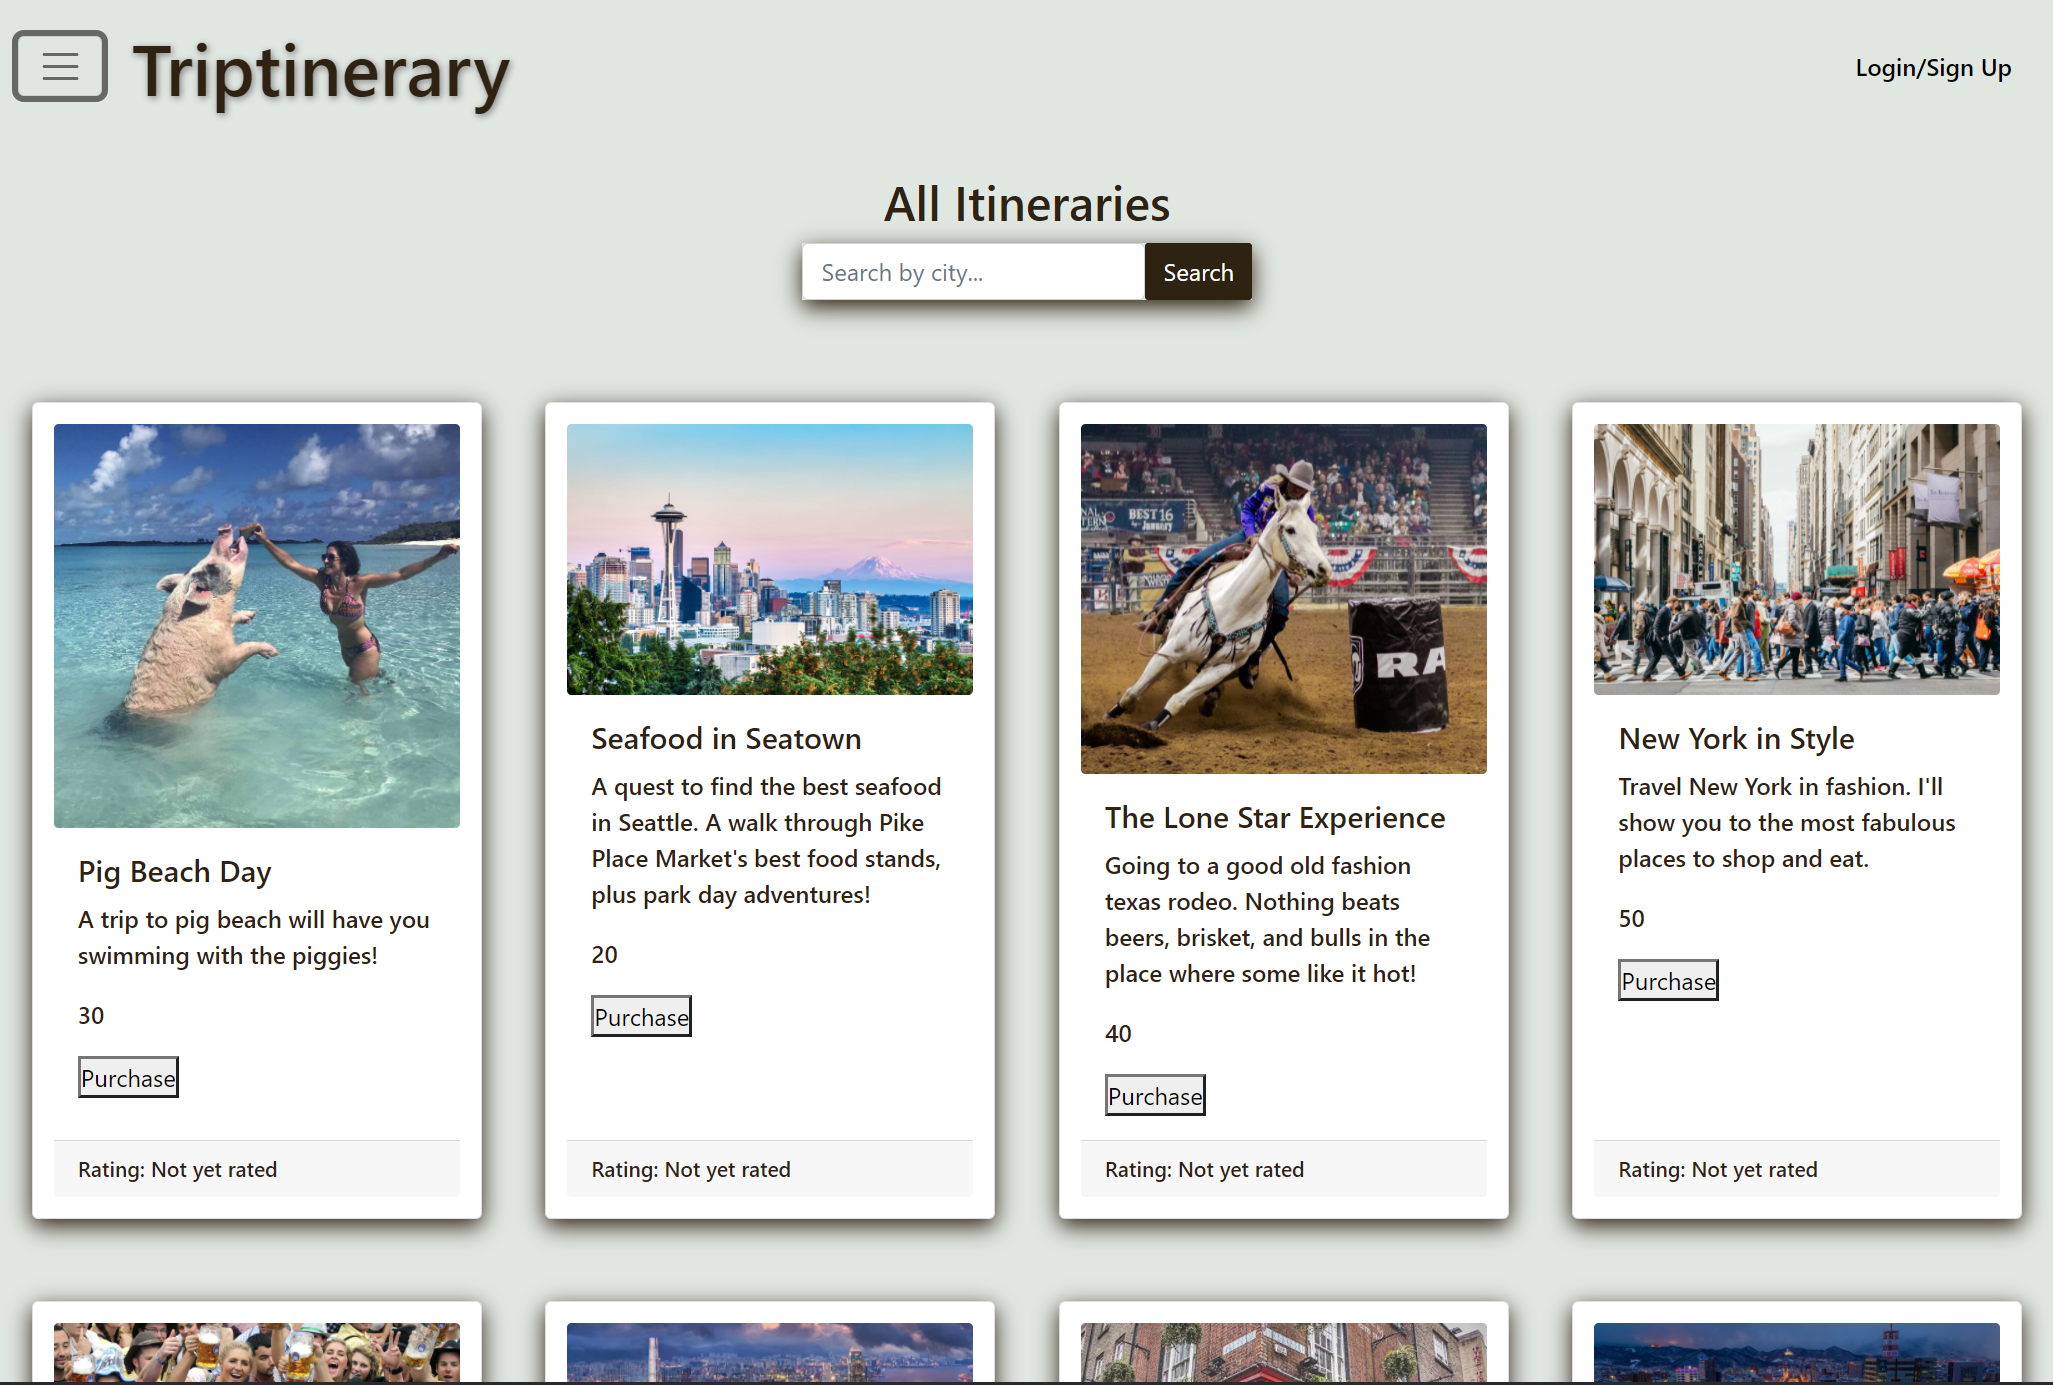 Triptinerary
Login/Sign Up
All Itineraries
Search by city...
Search
BEST16
January
RA
Pig Beach Day
A trip to pig beach will have you
swimming with the piggies!
30
Purchase
Rating: Not yet rated
Seafood in Seatown
A quest to find the best seafood
in Seattle. A walk through Pike
Place Market's best food stands,
plus park day adventures!
20
Purchase
Rating: Not yet rated
The Lone Star Experience
Going to a good old fashion
texas rodeo. Nothing beats
beers, brisket, and bulls in the
place where some like it hot!
40
Purchase
Rating: Not yet rated
New York in Style
Travel New York in fashion. I'll
show you to the most fabulous
places to shop and eat.
50
Purchase
Rating: Not yet rated